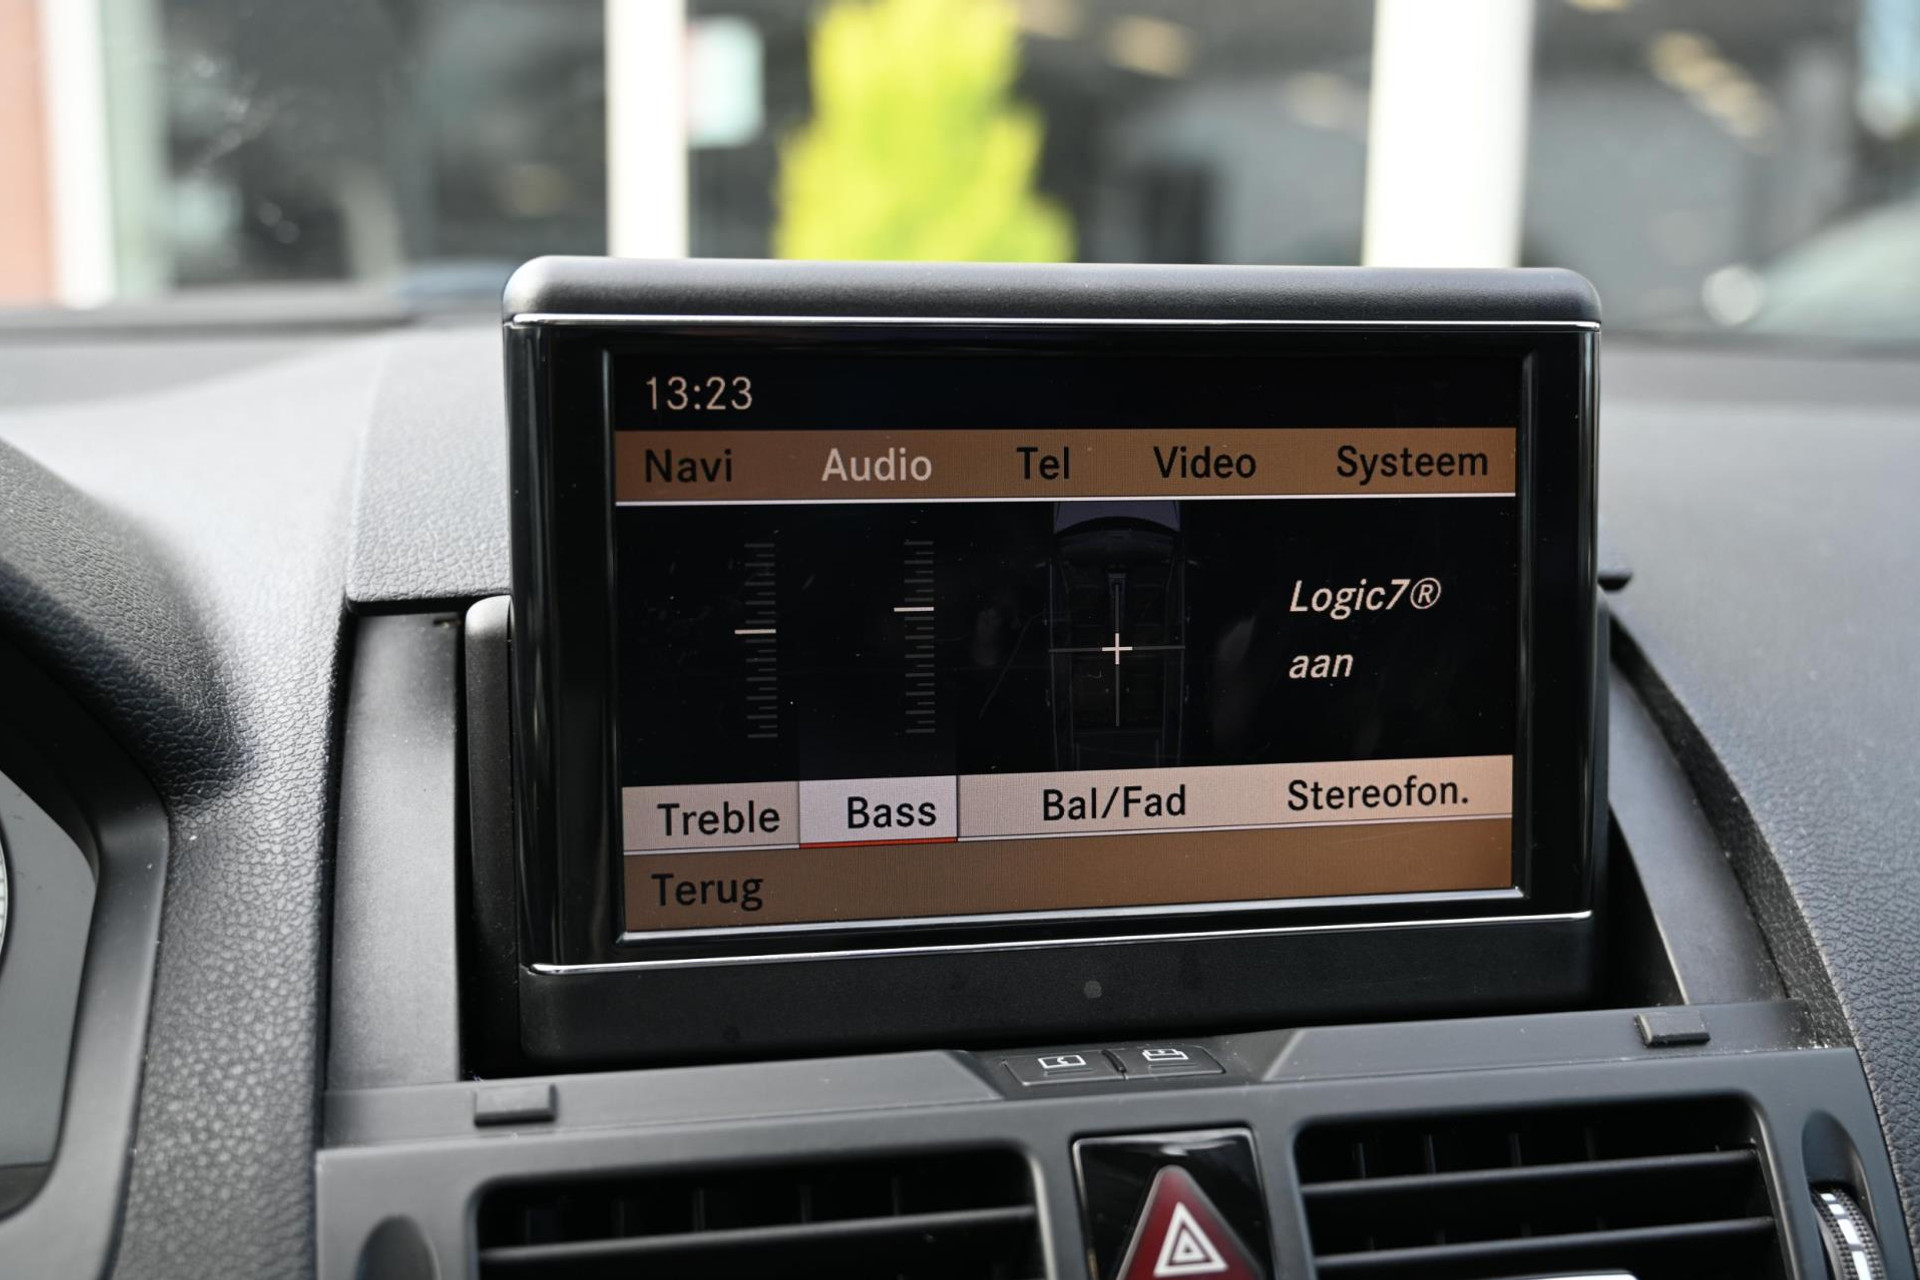 13:23
Navi Audio Tel Video Systeem
Logic7®
aan
Treble Bass Bal/Fad Stereofon.
Terug